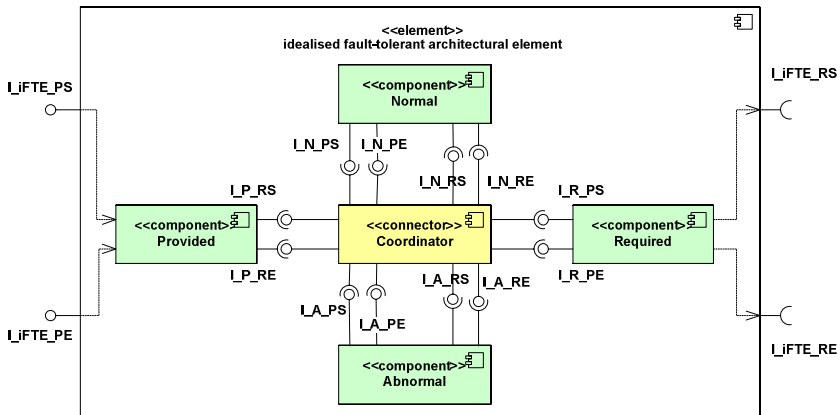 <<element>>
idealised fault-tolerant architectural element
I_iFTE_PS
I_iFTE_RS
<<component>>
Normal
I_N_PS
I_N_PE
I_N_RS
I_N_RE
I_P_RS
I_R_PS
<<component>>
Provided
<<connector>>
Coordinator
<<component>>
Required
I_P_RE
I_R_PE
I_A_RS
I_A_RE
I_A_PS
I_A_PE
I_iFTE_PE
I_iFTE_RE
<<component>>
Abnormal